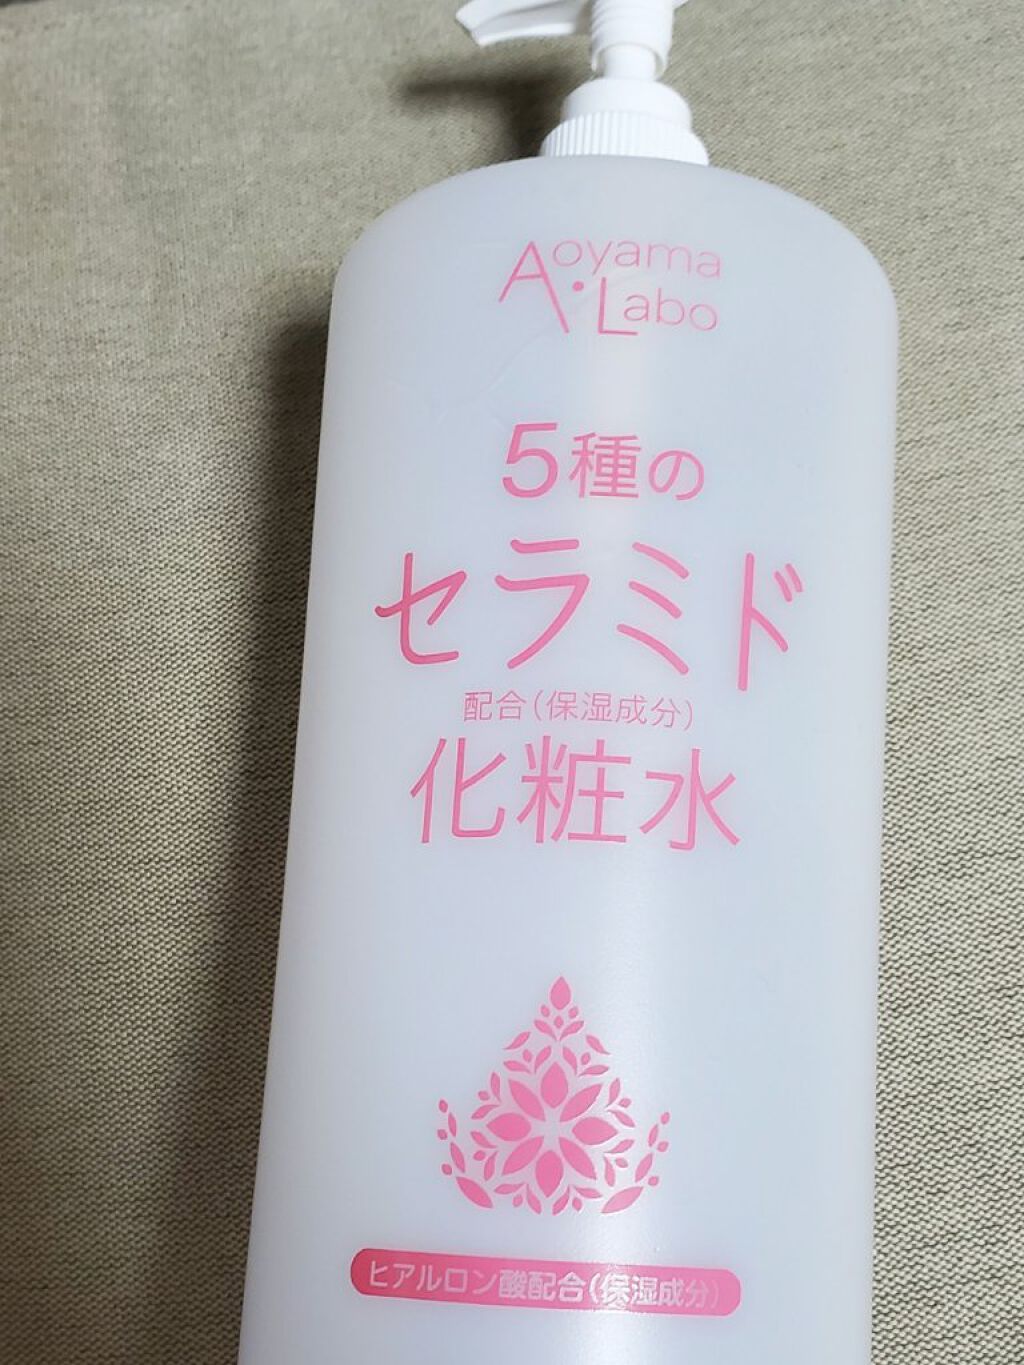 Aoyama
Labo
5種の
セラミド
配合(保湿成分)
化粧水
ヒアルロン酸配合(保湿成分)